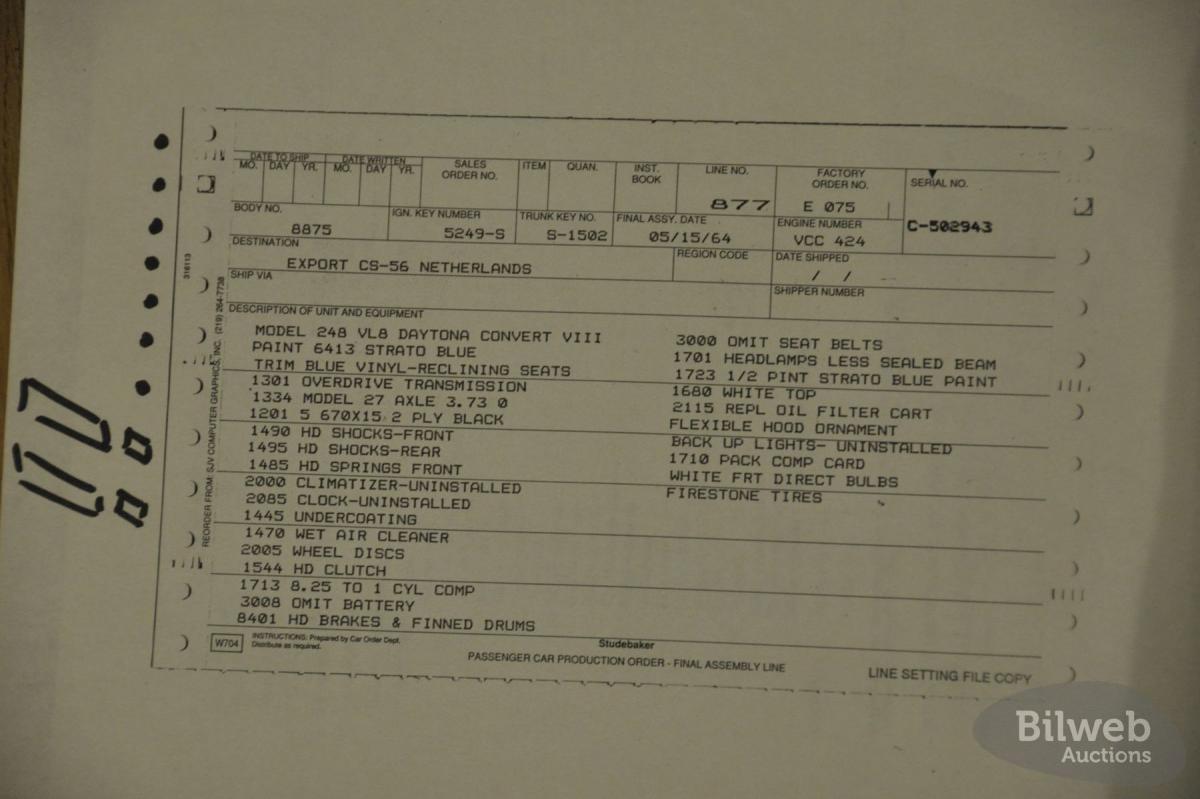 DATE TO SHIP
DATE WRITTEN
MO. DAY YR. MO. DAY YR.
SALES ORDER NO.
ITEM
QUAN.
INST. BOOK
LINE NO.
877
FACTORY ORDER NO.
E 075
SERIAL NO.
C-502943
BODY NO.
8875
IGN. KEY NUMBER
5249-S
TRUNK KEY NO.
S-1502
FINAL ASSY. DATE
05/15/64
ENGINE NUMBER
VCC 424
DESTINATION
EXPORT CS-56 NETHERLANDS
REGION CODE
DATE SHIPPED
/ /
SHIP VIA
SHIPPER NUMBER
DESCRIPTION OF UNIT AND EQUIPMENT
MODEL 248 VL8 DAYTONA CONVERT VIII
PAINT 6413 STRATO BLUE
TRIM BLUE VINYL-RECLINING SEATS
1301 OVERDRIVE TRANSMISSION
1334 MODEL 27 AXLE 3.73 0
1201 5 670X15 2 PLY BLACK
1490 HD SHOCKS-FRONT
1495 HD SHOCKS-REAR
1485 HD SPRINGS FRONT
2000 CLIMATIZER-UNINSTALLED
2085 CLOCK-UNINSTALLED
1445 UNDERCOATING
1470 WET AIR CLEANER
2005 WHEEL DISCS
1544 HD CLUTCH
1713 8.25 TO 1 CYL COMP
3008 OMIT BATTERY
8401 HD BRAKES & FINNED DRUMS
3000 OMIT SEAT BELTS
1701 HEADLAMPS LESS SEALED BEAM
1723 1/2 PINT STRATO BLUE PAINT
1680 WHITE TOP
2115 REPL OIL FILTER CART
FLEXIBLE HOOD ORNAMENT
BACK UP LIGHTS- UNINSTALLED
1710 PACK COMP CARD
WHITE FRT DIRECT BULBS
FIRESTONE TIRES
W704
INSTRUCTIONS: Prepared by Car Order Dept.
Distribute as required.
Studebaker
PASSENGER CAR PRODUCTION ORDER - FINAL ASSEMBLY LINE
LINE SETTING FILE COPY
REORDER FROM: SJV COMPUTER GRAPHICS, INC. (219) 264-7738
316113
Bilweb
Auctions